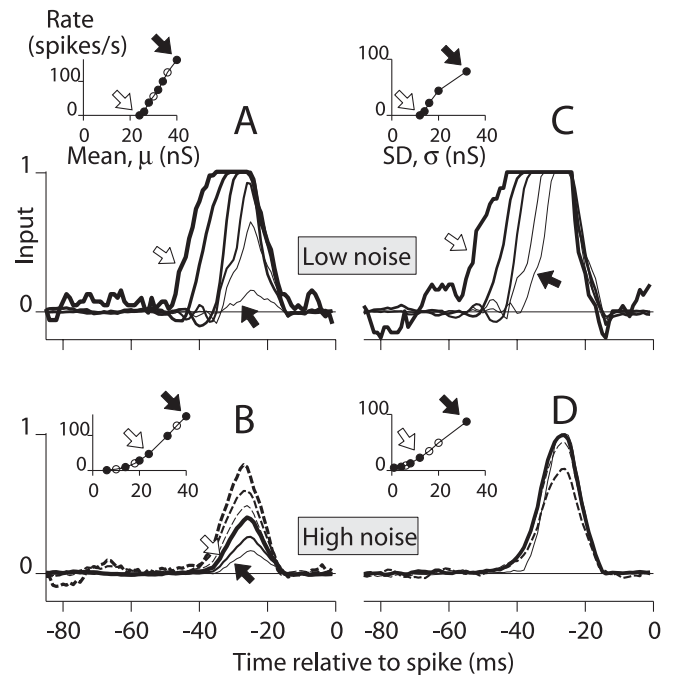 Rate
(spikes/s)
100
0
0 20 40
Mean, μ (nS)
A
100
0
0 20 40
SD, σ (nS)
C
1
Input
0
Low noise
100
0
0 20 40
B
100
0
0 20 40
D
1
0
High noise
-80 -60 -40 -20 0
-80 -60 -40 -20 0
Time relative to spike (ms)